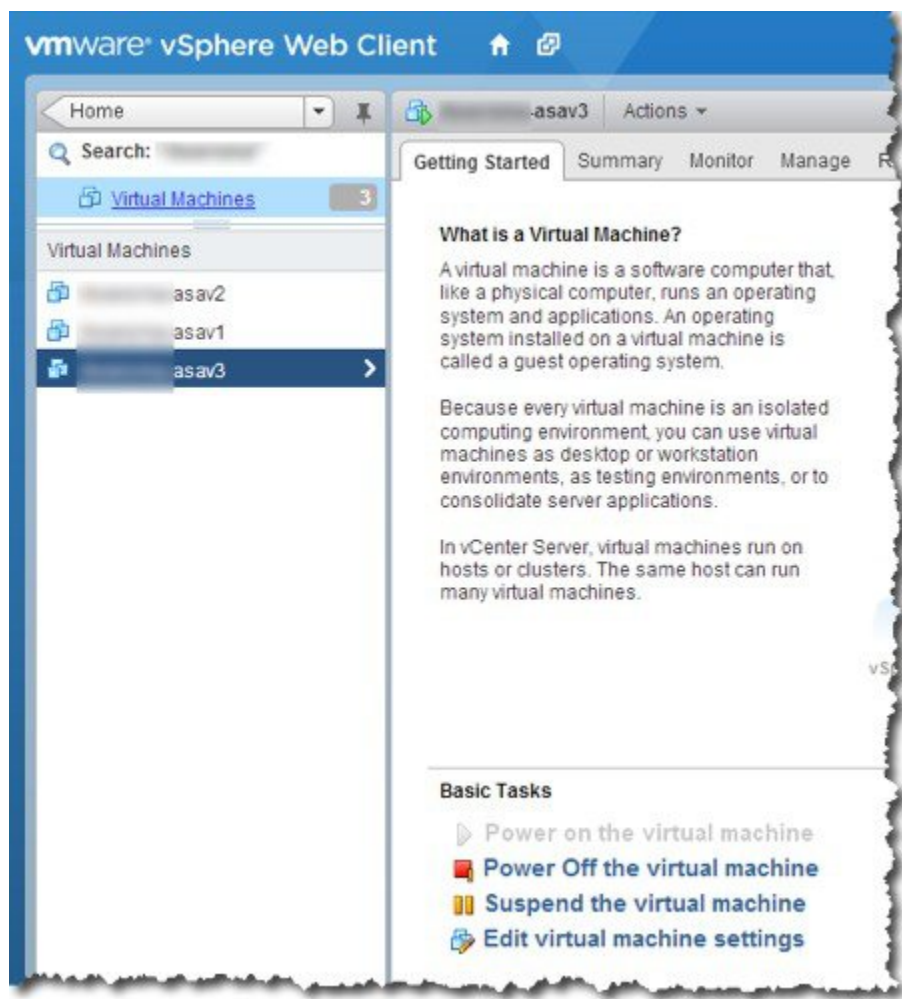 vmware® vSphere Web Client
Home
asav3 Actions
Search:
Getting Started Summary Monitor Manage R
Virtual Machines 3
Virtual Machines
asav2
asav1
asav3
What is a Virtual Machine?
A virtual machine is a software computer that,
like a physical computer, runs an operating
system and applications. An operating
system installed on a virtual machine is
called a guest operating system.
Because every virtual machine is an isolated
computing environment, you can use virtual
machines as desktop or workstation
environments, as testing environments, or to
consolidate server applications.
In vCenter Server, virtual machines run on
hosts or clusters. The same host can run
many virtual machines.
vSp
Basic Tasks
Power on the virtual machine
Power Off the virtual machine
Suspend the virtual machine
Edit virtual machine settings